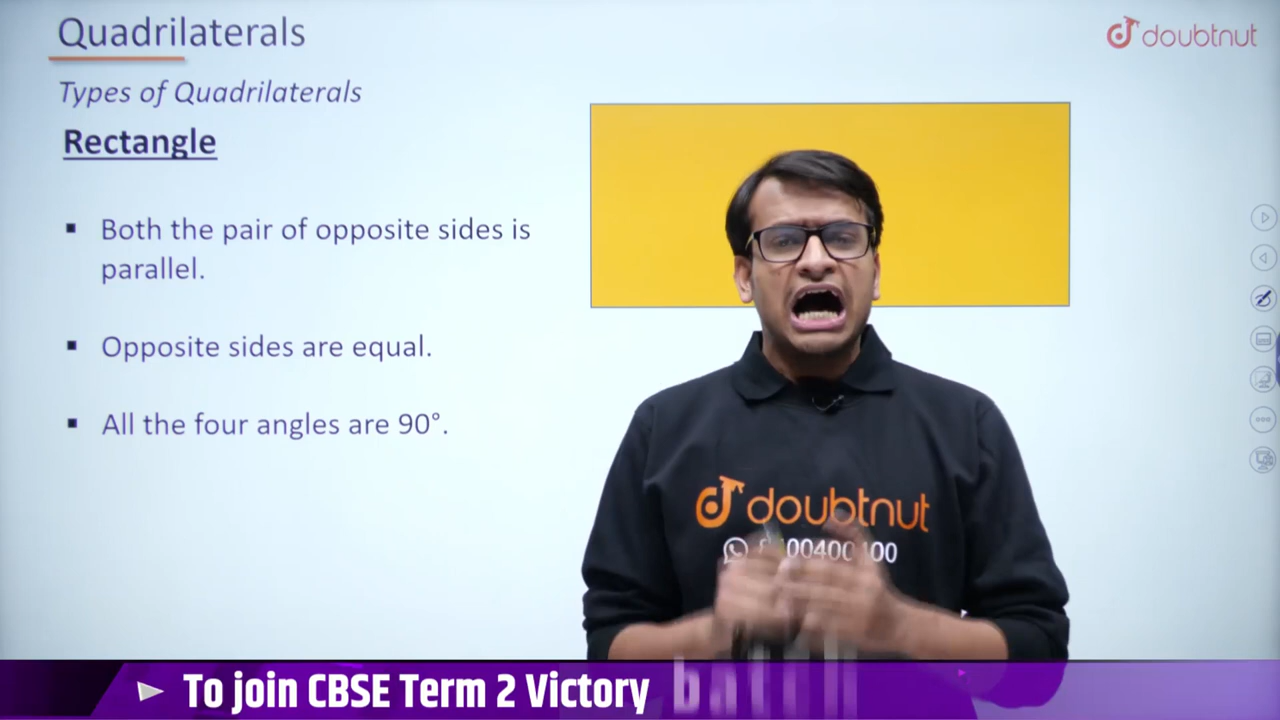 Quadrilaterals
doubtnut
Types of Quadrilaterals
Rectangle
▪ Both the pair of opposite sides is
parallel.
▪ Opposite sides are equal.
▪ All the four angles are 90°.
doubtnut
To join CBSE Term 2 Victory